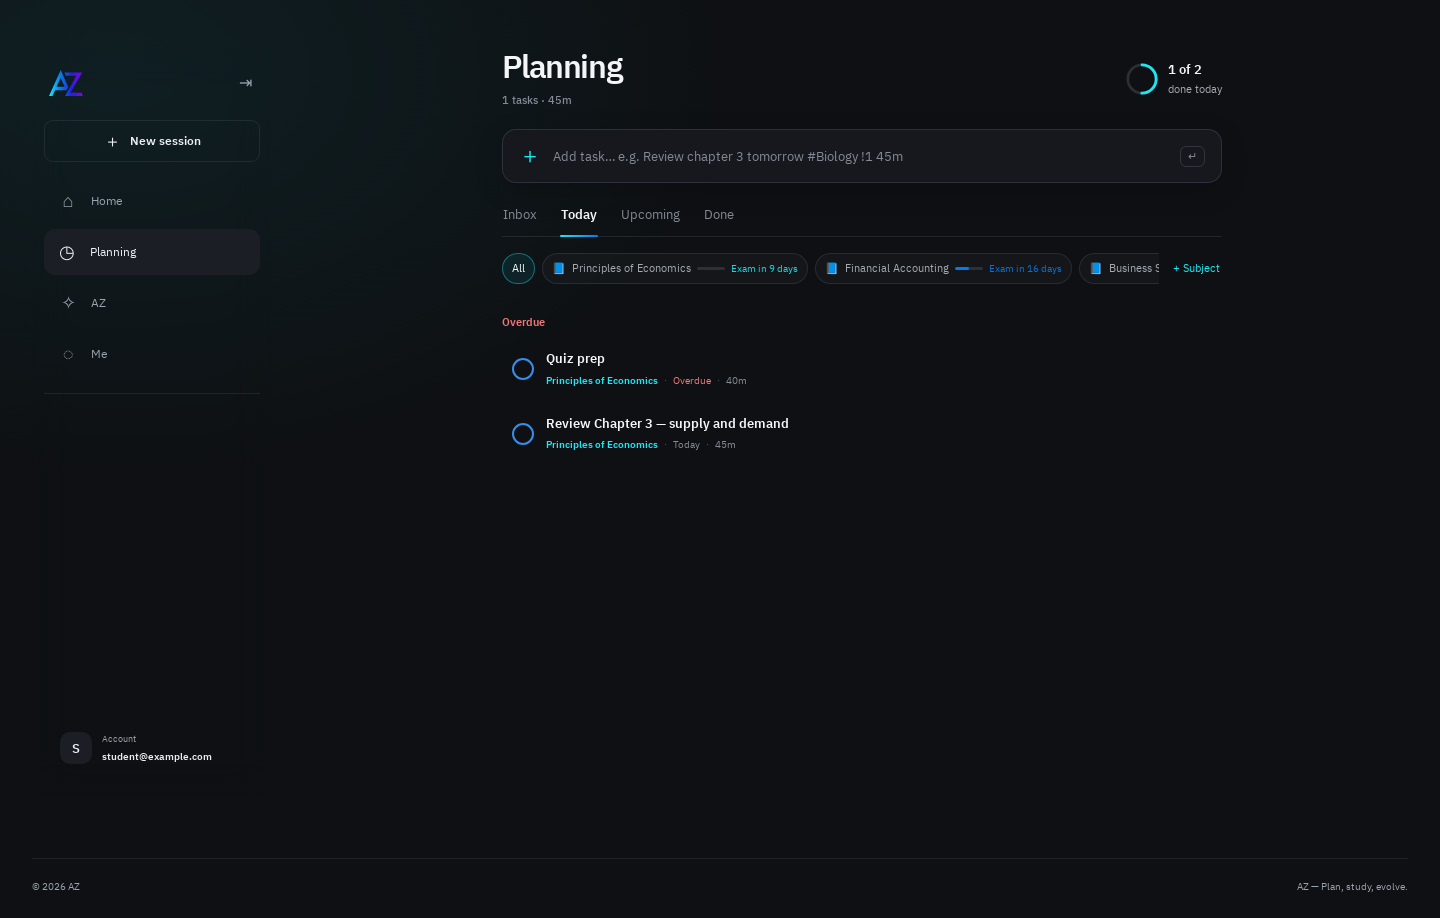 AZ
New session
Home
Planning
AZ
Me
Account
S
student@example.com
Planning
1 tasks · 45m
1 of 2
done today
Add task... e.g. Review chapter 3 tomorrow #Biology !1 45m
Inbox
Today
Upcoming
Done
All
Principles of Economics
Exam in 9 days
Financial Accounting
Exam in 16 days
Business
+ Subject
Overdue
Quiz prep
Principles of Economics · Overdue · 40m
Review Chapter 3 — supply and demand
Principles of Economics · Today · 45m
© 2026 AZ
AZ — Plan, study, evolve.